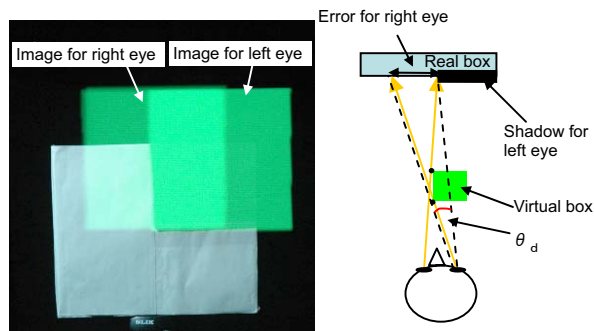 Image for right eye
Image for left eye
SLIK
Error for right eye
Real box
Shadow for
left eye
Virtual box
θ d